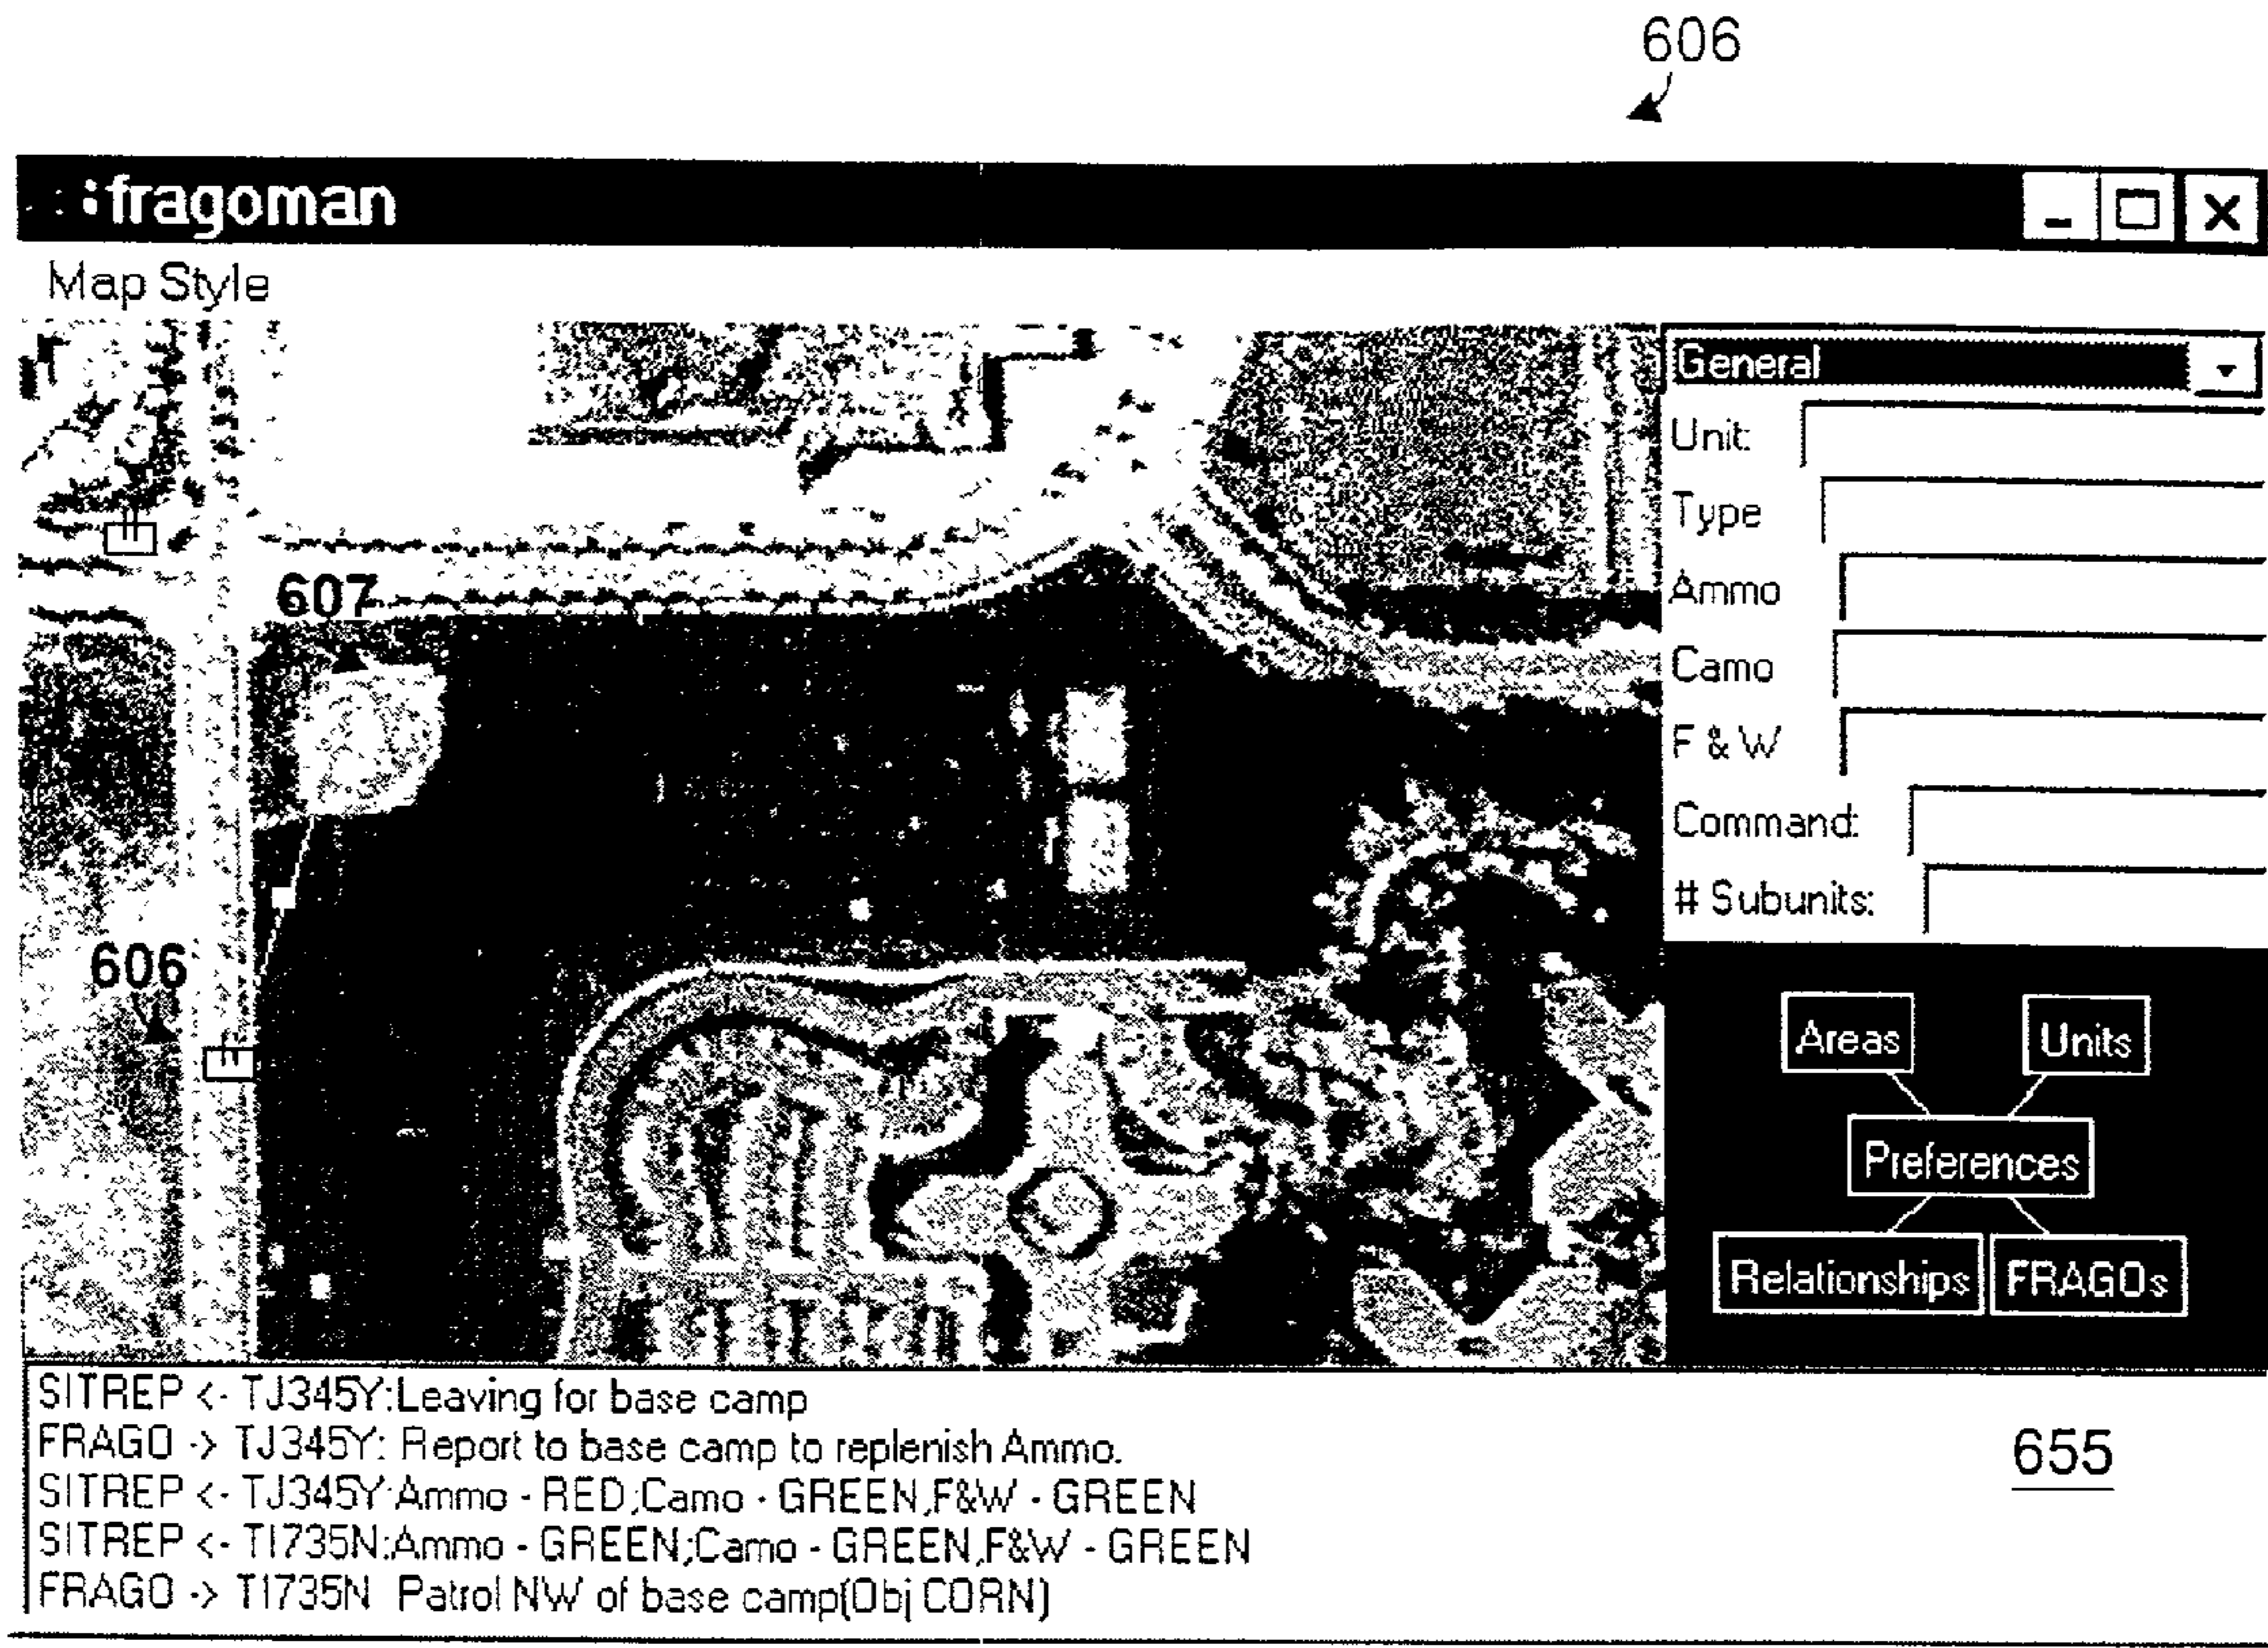 606
fragoman
Map Style
General
Unit:
Type
Ammo
Camo
F & W
Command:
# Subunits:
607
606
Areas
Units
Preferences
Relationships
FRAGOs
SITREP <- TJ345Y:Leaving for base camp
FRAGO -> TJ345Y: Report to base camp to replenish Ammo.
SITREP <- TJ345Y:Ammo - RED;Camo - GREEN,F&W - GREEN
SITREP <- TI735N:Ammo - GREEN;Camo - GREEN,F&W - GREEN
FRAGO -> TI735N Patrol NW of base camp(Obj CORN)
655